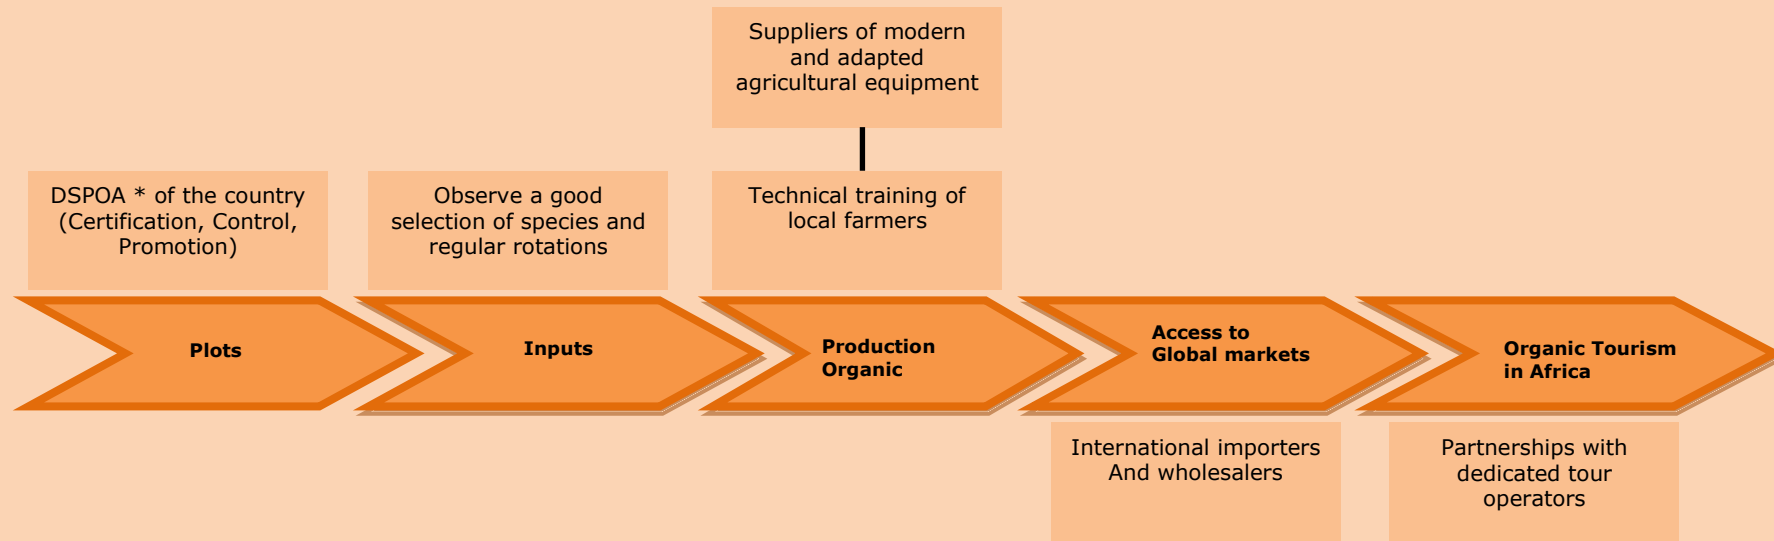 Suppliers of modern
and adapted
agricultural equipment
DSPOA * of the country
(Certification, Control,
Promotion)
Observe a good
selection of species and
regular rotations
Technical training of
local farmers
Plots
Inputs
Production
Organic
Access to
Global markets
Organic Tourism
in Africa
International importers
And wholesalers
Partnerships with
dedicated tour
operators